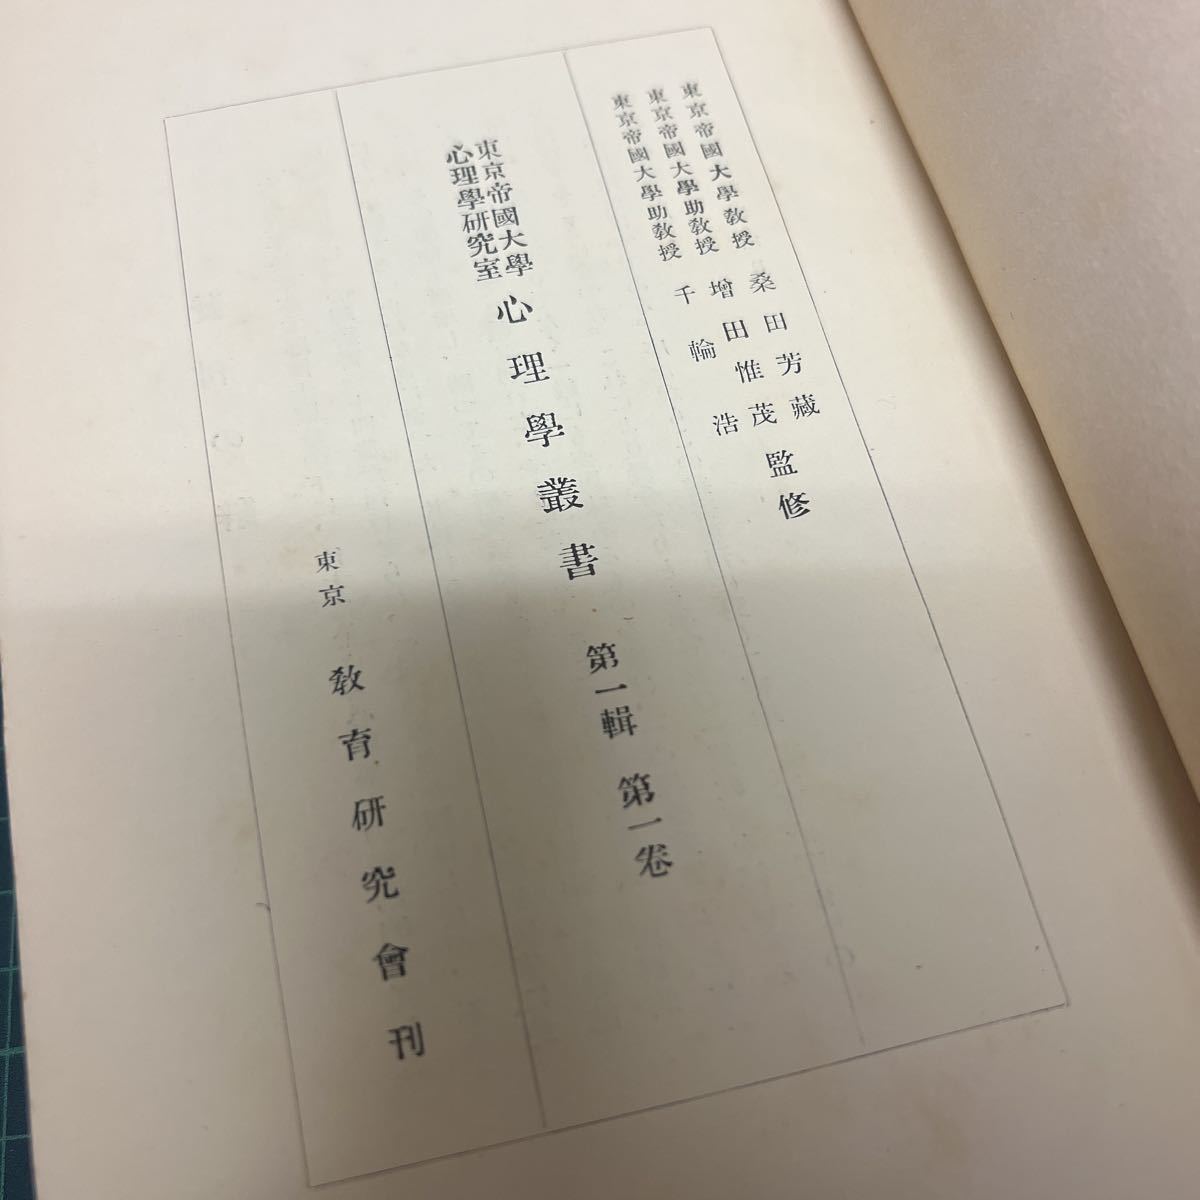 東京帝國大學教授 桑田芳藏
東京帝國大學助教授 增田惟茂 監修
東京帝國大學助教授 千輪浩
東京帝國大學
心理學研究室
心理學叢書 第一輯 第一卷
東京 教育研究會刊